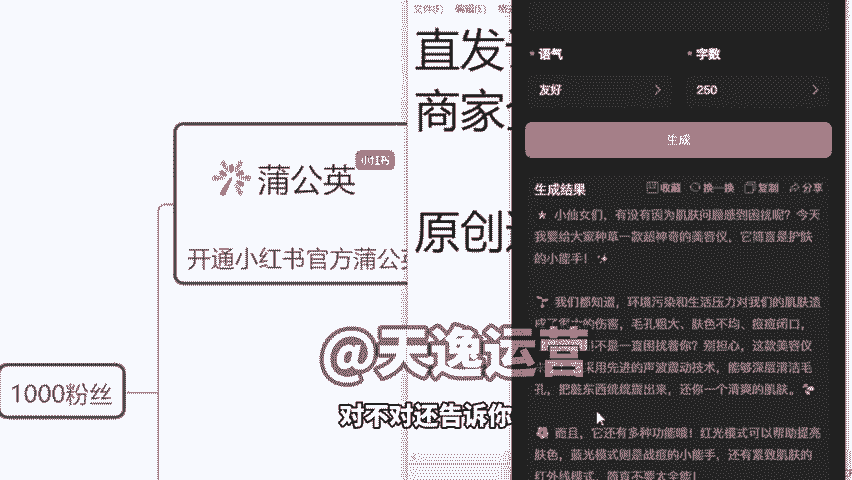 文件(F) 编辑(E)
直发
商家
原创
蒲公英
小红书
开通小红书官方蒲公英
1000粉丝
@天逸运营
对不对还告诉你
* 语气
* 字数
友好
250
生成
生成结果
收藏 换一换 复制 分享
小仙女们，有没有因为肌肤问题感到困扰呢？今天
我要给大家种草一款超神奇的美容仪，它简直是护肤
的小能手！
我们都知道，环境污染和生活压力对我们的肌肤造
的伤害，毛孔粗大、肤色不均、痘痘闭口，
不是一直困扰着你？别担心，这款美容仪
采用先进的声波震动技术，能够深层清洁毛
孔，把脏东西统统震出来，还你一个清爽的肌肤。
而且，它还有多种功能哦！红光模式可以帮助提亮
肤色，蓝光模式则是战痘的小能手，还有紧致肌肤的
红外线模式，简直不要太全能！